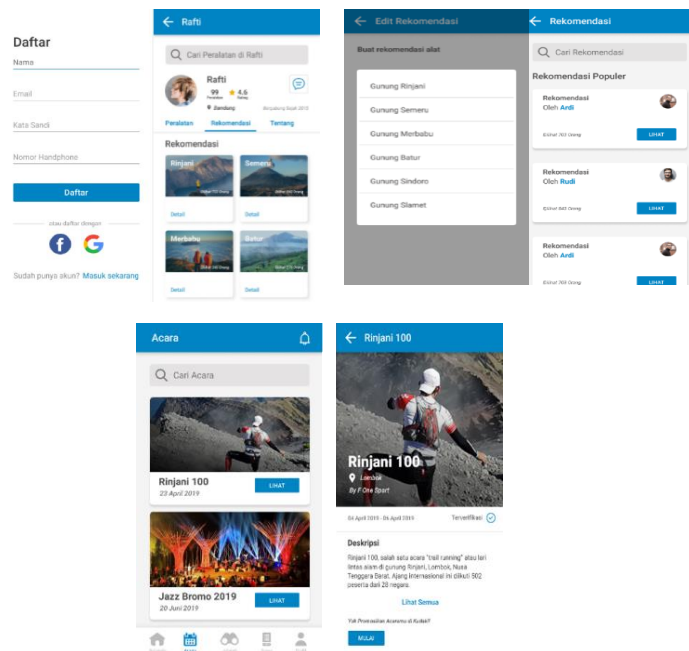 Daftar
Nama
Email
Kata Sandi
Nomor Handphone
Daftar
atau daftar dengan
Sudah punya akun? Masuk sekarang
Rafti
Cari Peralatan di Rafti
Rafti
99 4.6
Bandung
Peralatan Rekomendasi Tentang
Rekomendasi
Rinjani
Semeru
Detail
Detail
Merbabu
Batur
Detail
Detail
Edit Rekomendasi
Buat rekomendasi alat
Gunung Rinjani
Gunung Semeru
Gunung Merbabu
Gunung Batur
Gunung Sindoro
Gunung Slamet
Rekomendasi
Cari Rekomendasi
Rekomendasi Populer
Rekomendasi
Oleh Ardi
LIHAT
Rekomendasi
Oleh Rudi
LIHAT
Rekomendasi
Oleh Ardi
LIHAT
Acara
Cari Acara
Rinjani 100
23 April 2019
LIHAT
Jazz Bromo 2019
20 Juni 2019
LIHAT
Rinjani 100
Rinjani 100
Lombok
By F One Sport
April 2019 - 06 April 2019 Terverifikasi
Deskripsi
Rinjani 100, salah satu acara "trail running" atau lari
lintas alam di gunung Rinjani, Lombok, Nusa
Tenggara Barat. Ajang Internasional ini diikuti 502
peserta dari 28 negara.
Lihat Semua
Yuk Promosikan Acaramu di Kudaki!
MULAI